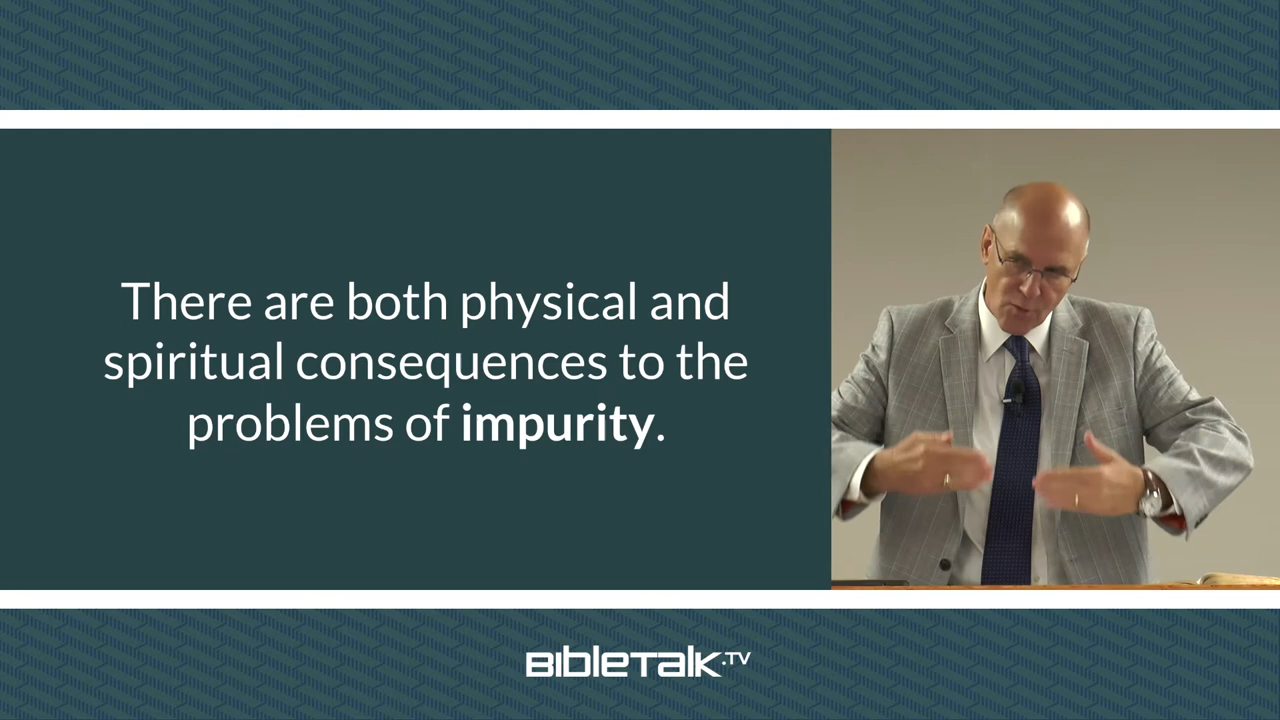 There are both physical and
spiritual consequences to the
problems of impurity.
BibleTalk.TV